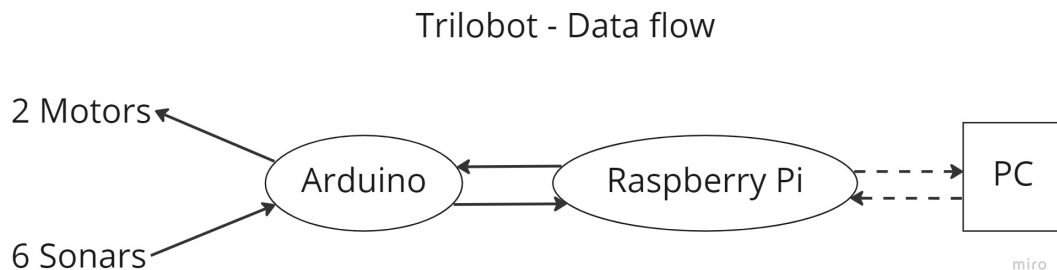 Trilobot - Data flow
2 Motors
Arduino
Raspberry Pi
PC
6 Sonars
miro